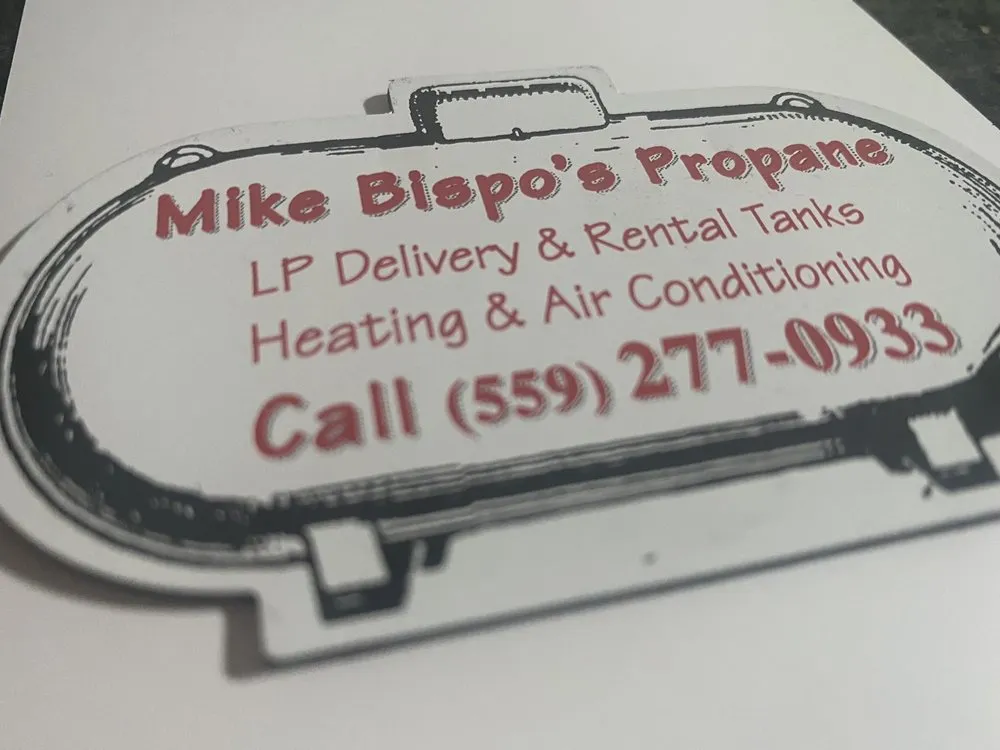 Mike Bispo's Propane
LP Delivery & Rental Tanks
Heating & Air Conditioning
Call (559) 277-0933